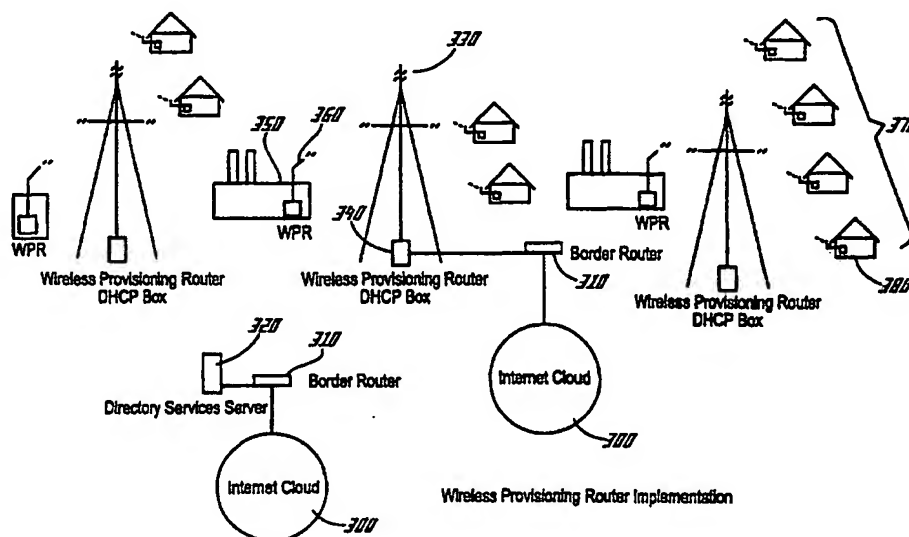 330
350
360
370
340
WPR
WPR
WPR
Border Router
310
380
Wireless Provisioning Router
DHCP Box
Wireless Provisioning Router
DHCP Box
Wireless Provisioning Router
DHCP Box
320
310
Border Router
Directory Services Server
Internet Cloud
300
Internet Cloud
300
Wireless Provisioning Router Implementation